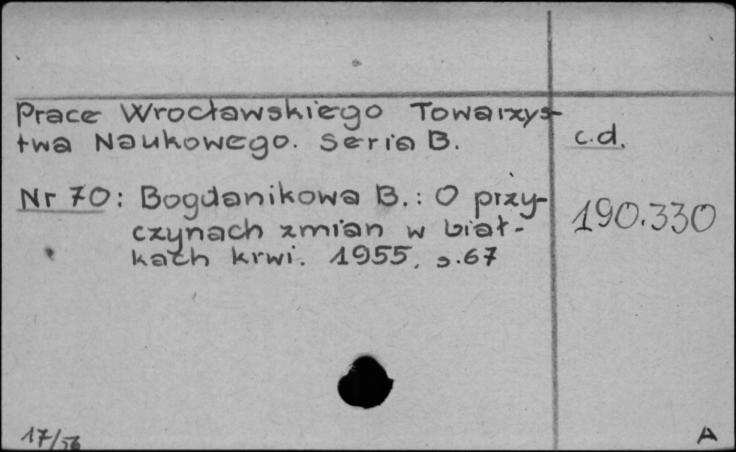 Prace Wrocławskiego Towarzys-
twa Naukowego. Seria B.
c.d.
Nr 70: Bogdanikowa B.: O przy-
czynach zmian w biał-
kach krwi. 1955, s.67
190.330
17/56
A